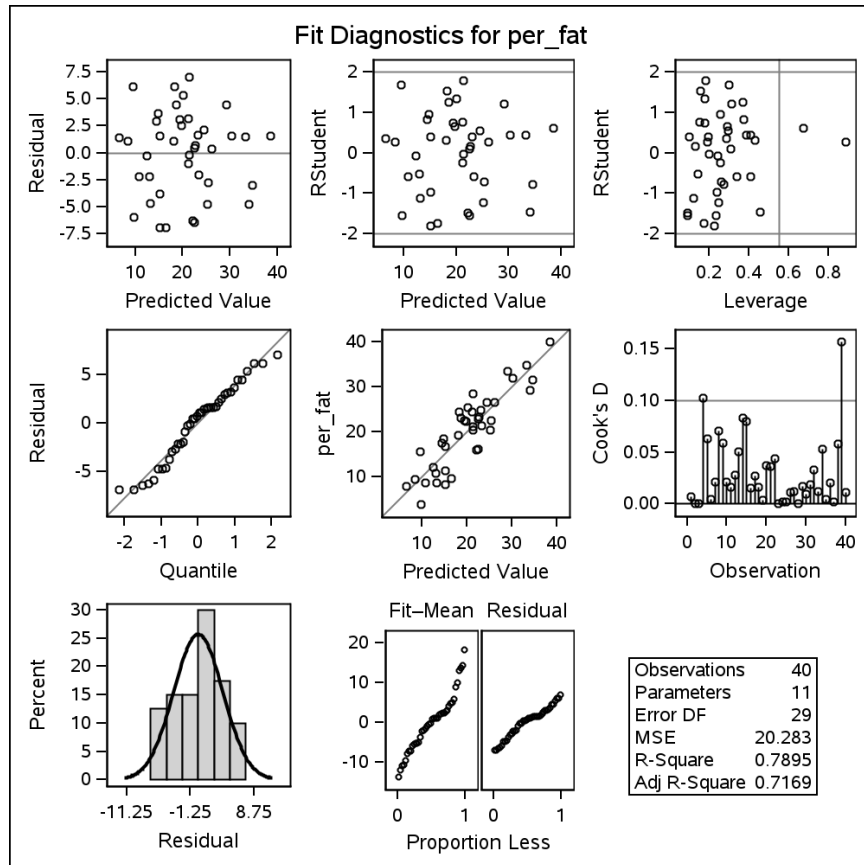 Fit Diagnostics for per_fat
7.5
5.0
2.5
0.0
-2.5
-5.0
-7.5
Residual
10 20 30 40
Predicted Value
2
1
0
-1
-2
RStudent
10 20 30 40
Predicted Value
2
1
0
-1
-2
RStudent
0.2 0.4 0.6 0.8
Leverage
5
0
-5
Residual
-2 -1 0 1 2
Quantile
40
30
20
10
per_fat
10 20 30 40
Predicted Value
0.15
0.10
0.05
0.00
Cook's D
0 10 20 30 40
Observation
30
25
20
15
10
5
0
Percent
-11.25 -1.25 8.75
Residual
Fit–Mean Residual
20
10
0
-10
0 1 0 1
Proportion Less
Observations 40
Parameters 11
Error DF 29
MSE 20.283
R-Square 0.7895
Adj R-Square 0.7169